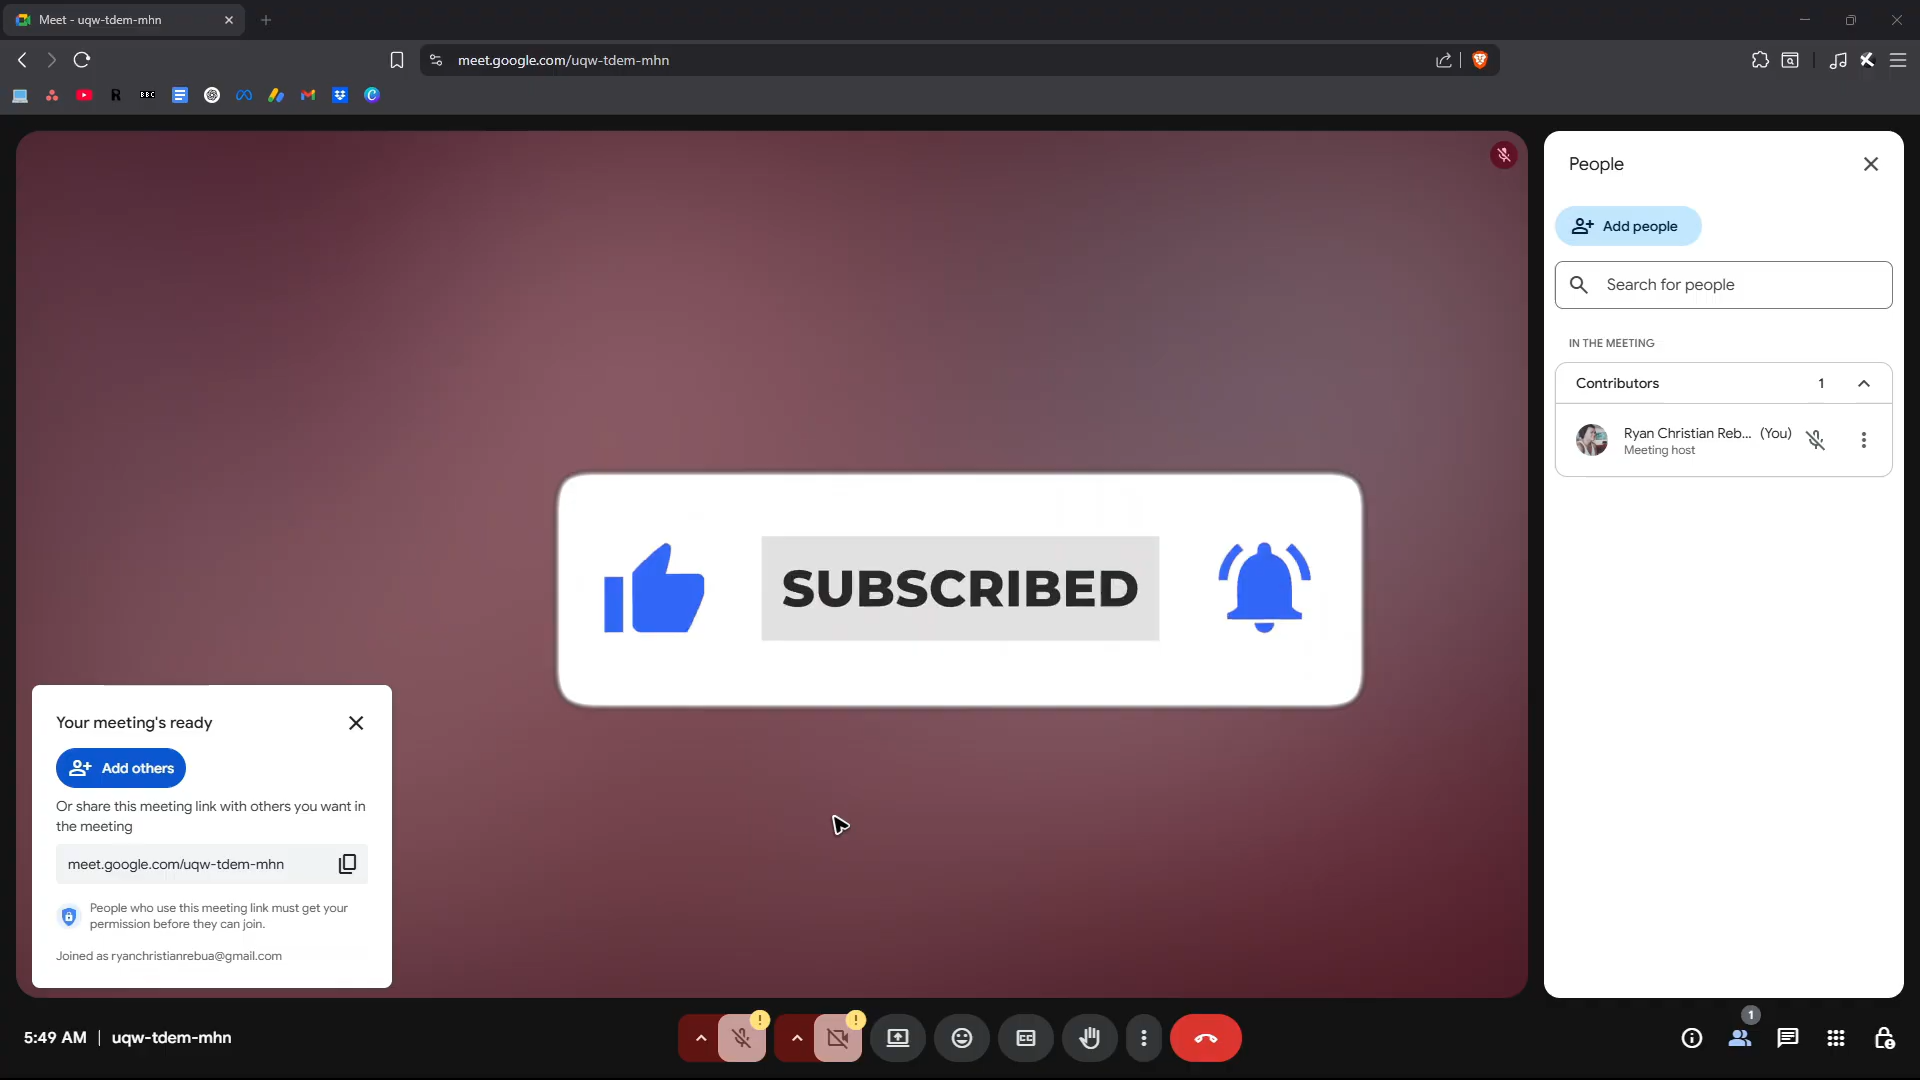 Meet - uqw-tdem-mhn
meet.google.com/uqw-tdem-mhn
R
BBC
People
Add people
Search for people
IN THE MEETING
Contributors 1
Ryan Christian Reb... (You)
Meeting host
SUBSCRIBED
Your meeting's ready
Add others
Or share this meeting link with others you want in
the meeting
meet.google.com/uqw-tdem-mhn
People who use this meeting link must get your
permission before they can join.
Joined as ryanchristianrebua@gmail.com
5:49 AM | uqw-tdem-mhn
!
!
CC
1